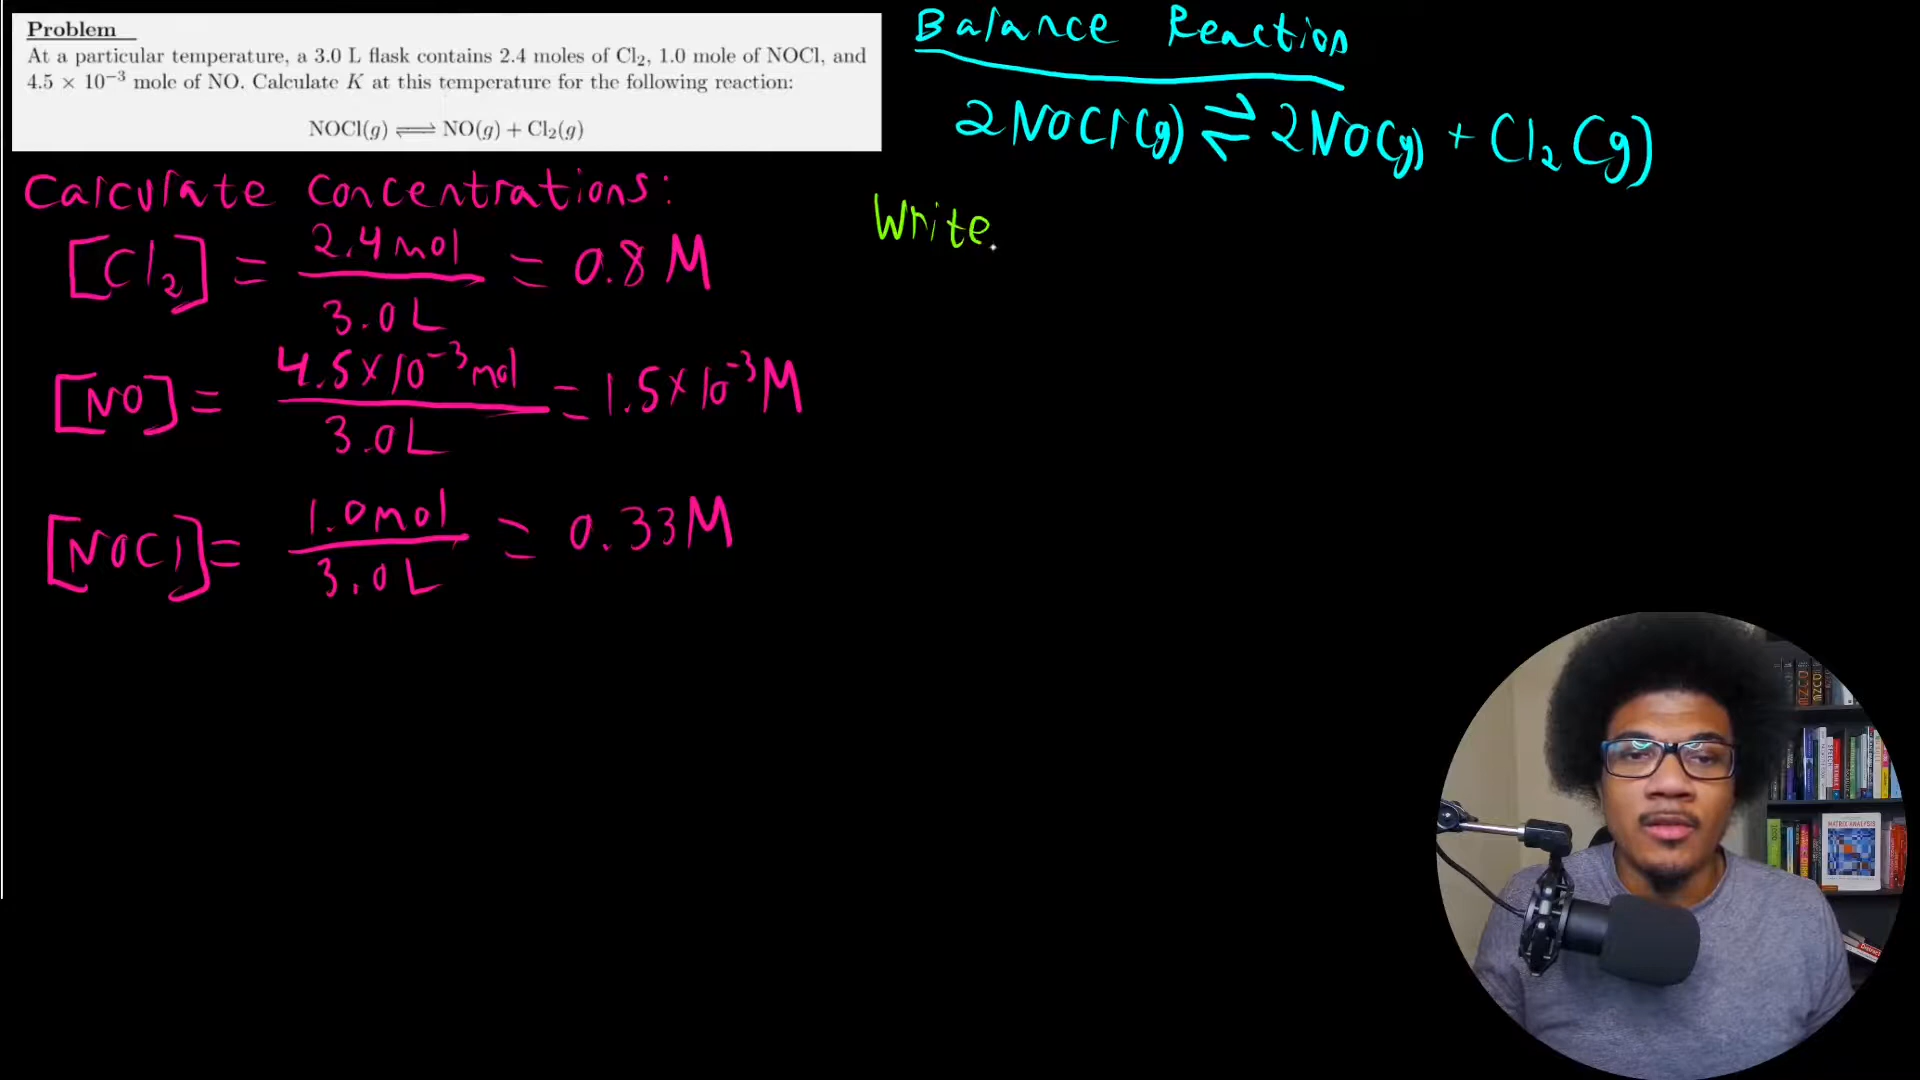 Problem
At a particular temperature, a 3.0 L flask contains 2.4 moles of Cl₂, 1.0 mole of NOCl, and
4.5 × 10⁻³ mole of NO. Calculate K at this temperature for the following reaction:
NOCl(g) ⇌ NO(g) + Cl₂(g)
Calculate Concentrations:
[Cl₂] = 2.4 mol / 3.0 L = 0.8 M
[NO] = 4.5 × 10⁻³ mol / 3.0 L = 1.5 × 10⁻³ M
[NOCl] = 1.0 mol / 3.0 L = 0.33 M
Balance Reaction
2NOCl(g) ⇌ 2NO(g) + Cl₂(g)
Write
MATRIX ANALYSIS